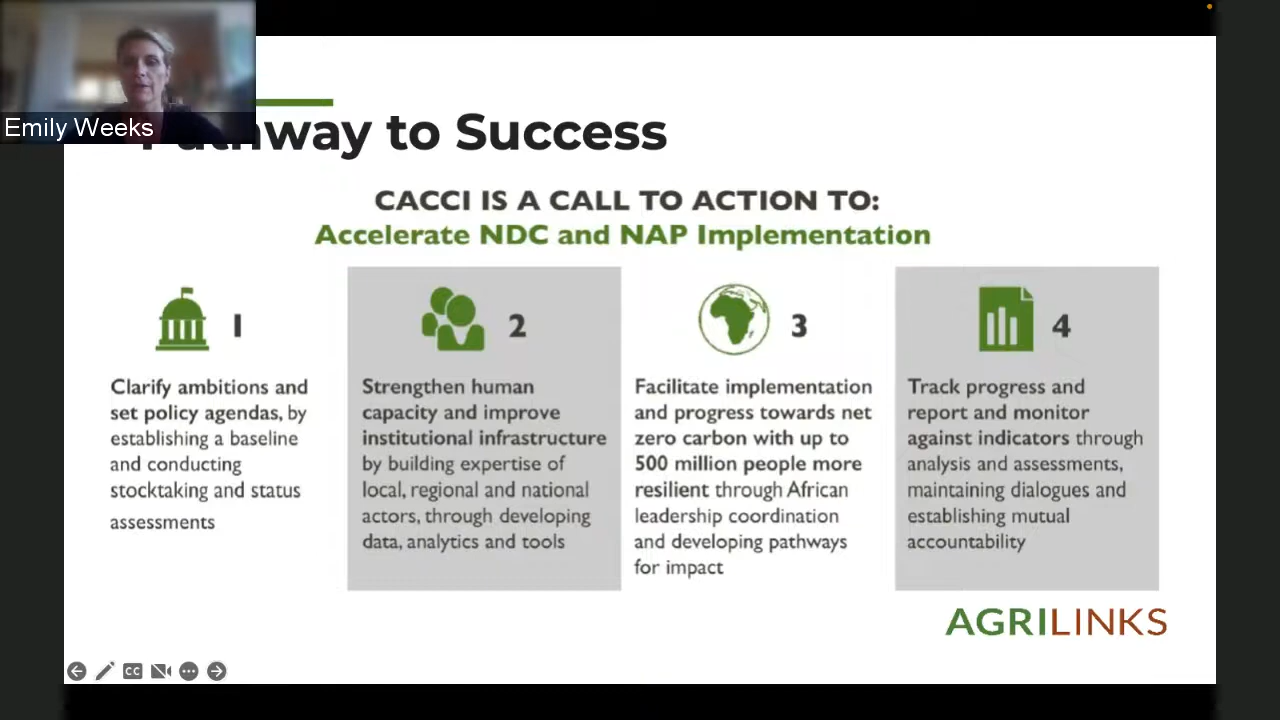 Emily Weeks
Pathway to Success
CACCI IS A CALL TO ACTION TO:
Accelerate NDC and NAP Implementation
1
Clarify ambitions and
set policy agendas, by
establishing a baseline
and conducting
stocktaking and status
assessments
2
Strengthen human
capacity and improve
institutional infrastructure
by building expertise of
local, regional and national
actors, through developing
data, analytics and tools
3
Facilitate implementation
and progress towards net
zero carbon with up to
500 million people more
resilient through African
leadership coordination
and developing pathways
for impact
4
Track progress and
report and monitor
against indicators through
analysis and assessments,
maintaining dialogues and
establishing mutual
accountability
AGRILINKS
CC